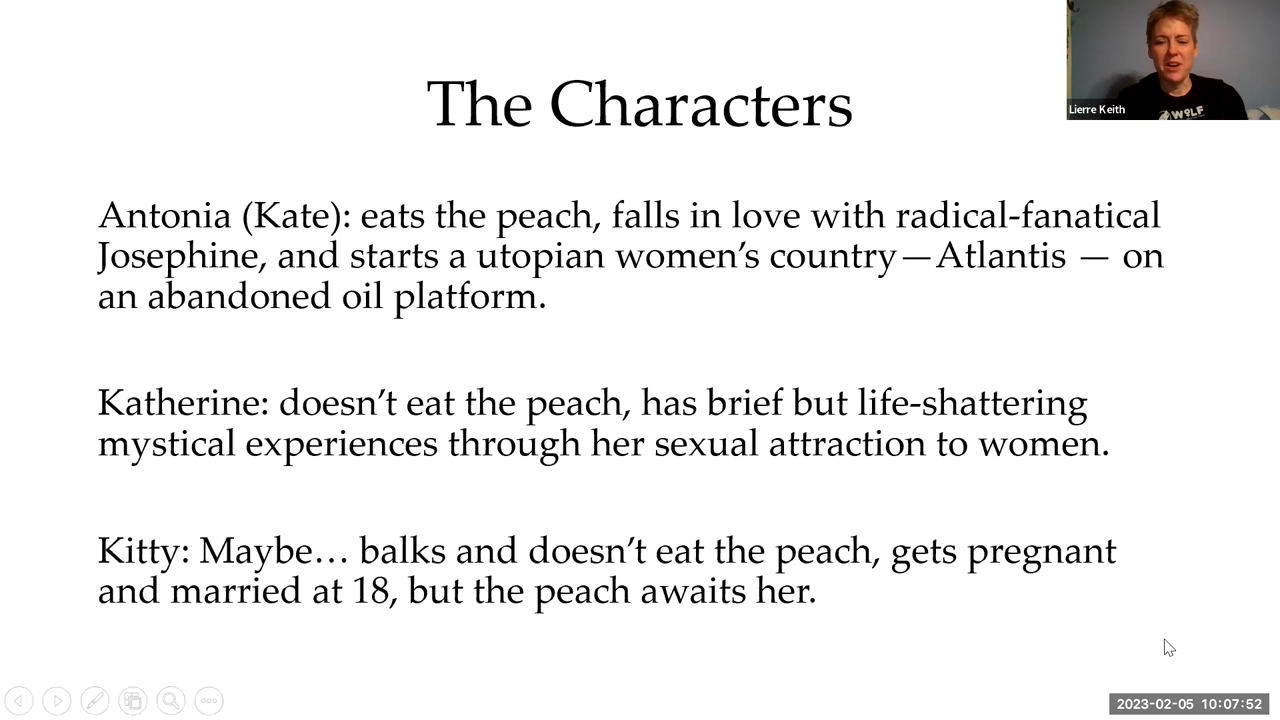 The Characters
Lierre Keith
WOLF
Antonia (Kate): eats the peach, falls in love with radical-fanatical
Josephine, and starts a utopian women’s country—Atlantis — on
an abandoned oil platform.
Katherine: doesn’t eat the peach, has brief but life-shattering
mystical experiences through her sexual attraction to women.
Kitty: Maybe… balks and doesn’t eat the peach, gets pregnant
and married at 18, but the peach awaits her.
2023-02-05 10:07:52